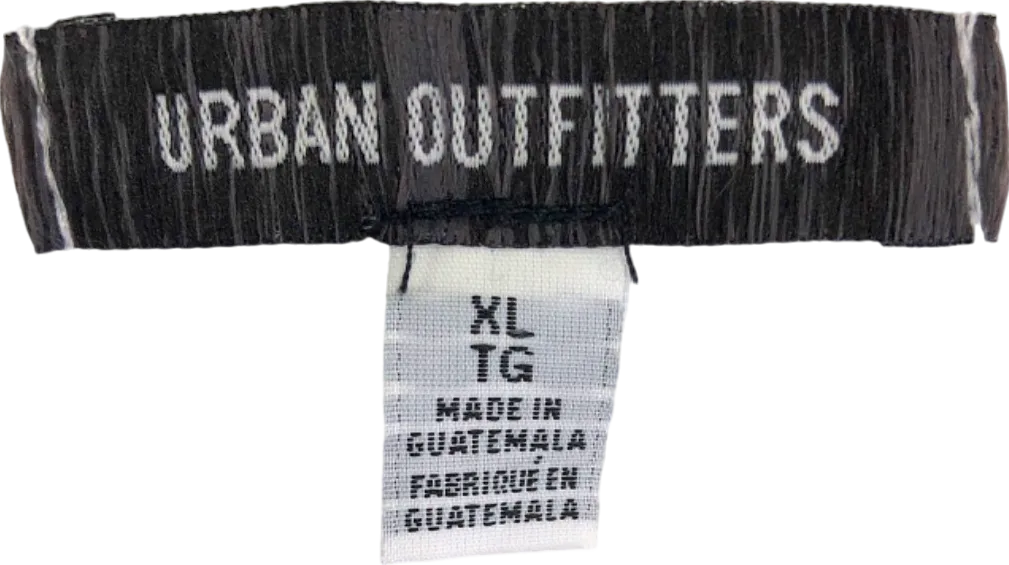 URBAN OUTFITTERS
XL
TG
MADE IN
GUATEMALA
FABRIQUÉ EN
GUATEMALA